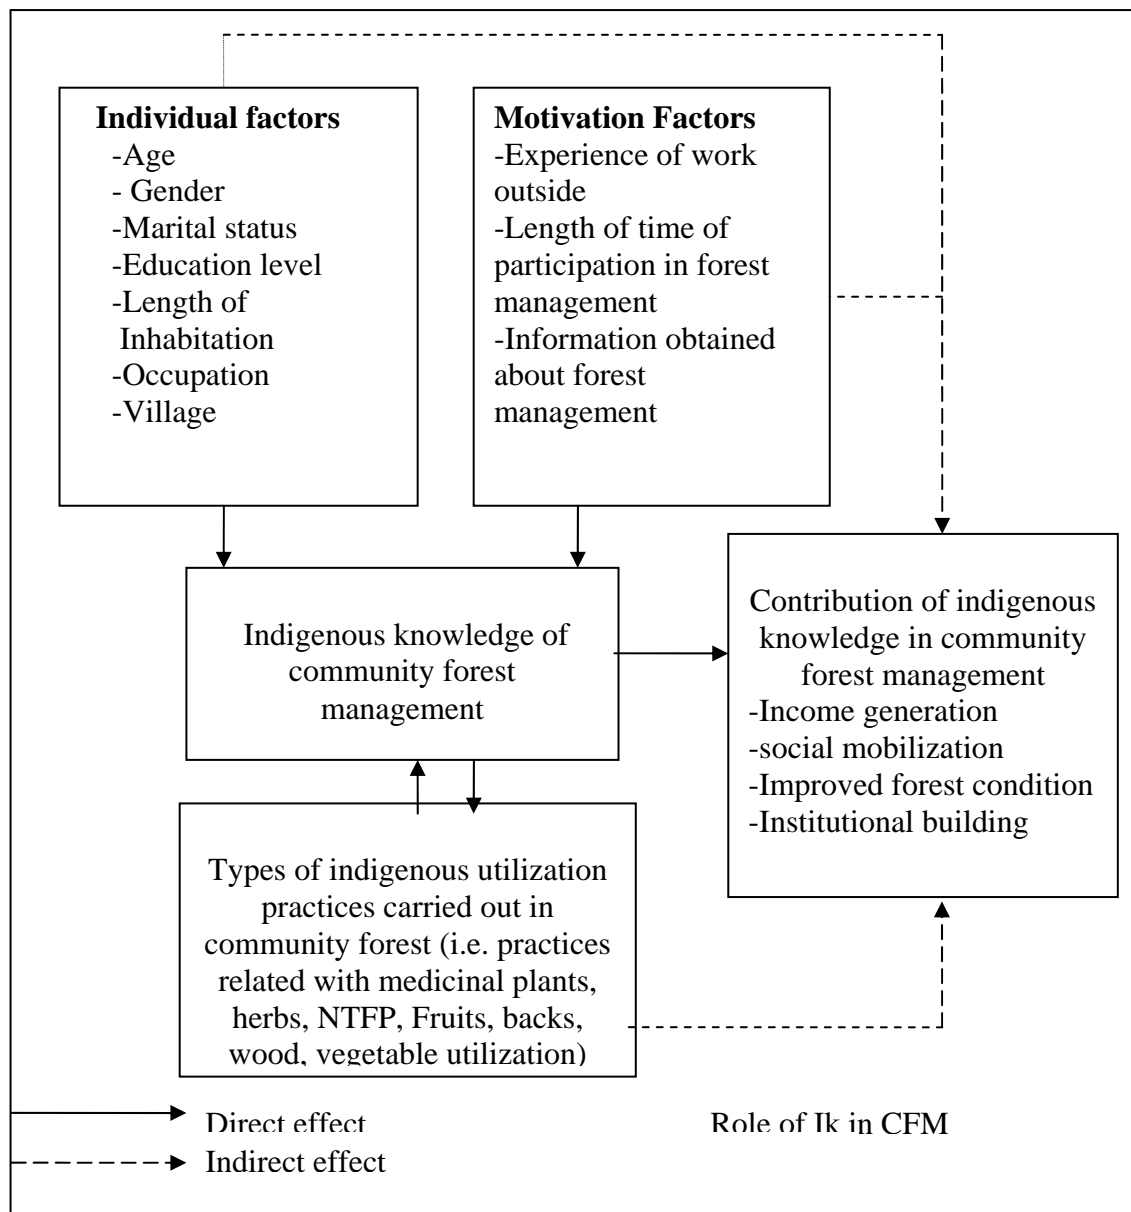 Individual factors
-Age
- Gender
-Marital status
-Education level
-Length of
Inhabitation
-Occupation
-Village
Motivation Factors
-Experience of work
outside
-Length of time of
participation in forest
management
-Information obtained
about forest
management
Indigenous knowledge of
community forest
management
Contribution of indigenous
knowledge in community
forest management
-Income generation
-social mobilization
-Improved forest condition
-Institutional building
Types of indigenous utilization
practices carried out in
community forest (i.e. practices
related with medicinal plants,
herbs, NTFP, Fruits, backs,
wood, vegetable utilization)
Direct effect
Role of Ik in CFM
Indirect effect